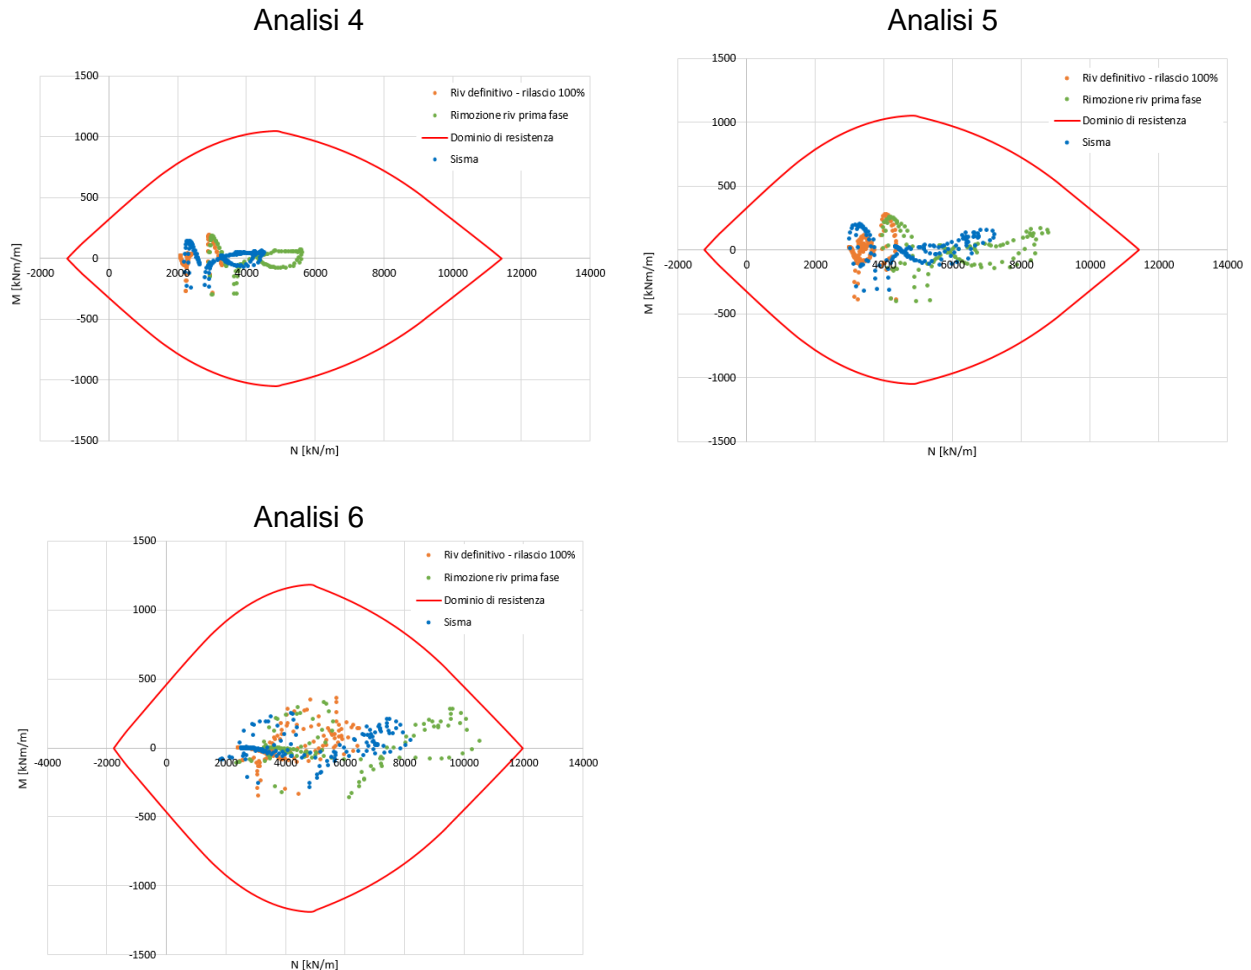 Analisi 4
1500
1000
500
0
-500
-1000
-1500
-2000 0 2000 4000 6000 8000 10000 12000 14000
M [kNm/m]
N [kN/m]
Riv definitivo - rilascio 100%
Rimozione riv prima fase
Dominio di resistenza
Sisma
Analisi 5
1500
1000
500
0
-500
-1000
-1500
-2000 0 2000 4000 6000 8000 10000 12000 14000
M [kNm/m]
N [kN/m]
Riv definitivo - rilascio 100%
Rimozione riv prima fase
Dominio di resistenza
Sisma
Analisi 6
1500
1000
500
0
-500
-1000
-1500
-4000 -2000 0 2000 4000 6000 8000 10000 12000 14000
M [kNm/m]
N [kN/m]
Riv definitivo - rilascio 100%
Rimozione riv prima fase
Dominio di resistenza
Sisma